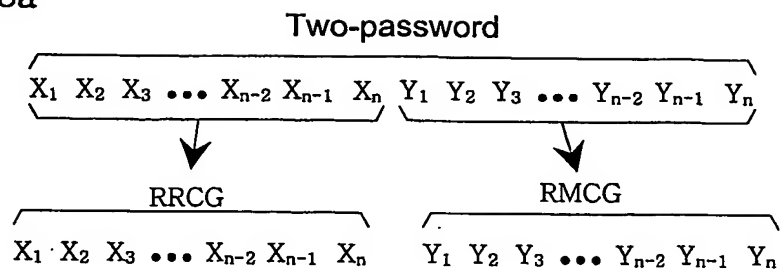 Two-password
X₁ X₂ X₃ ••• Xₙ₋₂ Xₙ₋₁ Xₙ Y₁ Y₂ Y₃ ••• Yₙ₋₂ Yₙ₋₁ Yₙ
RRCG RMCG
X₁ X₂ X₃ ••• Xₙ₋₂ Xₙ₋₁ Xₙ Y₁ Y₂ Y₃ ••• Yₙ₋₂ Yₙ₋₁ Yₙ